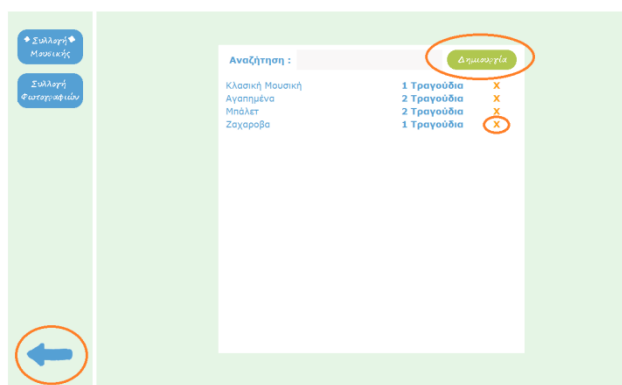 Συλλογή
Μουσικής
Συλλογή
Φωτογραφιών
Αναζήτηση :
Δημιουργία
Κλασική Μουσική 1 Τραγούδια X
Αγαπημένα 2 Τραγούδια X
Μπάλετ 2 Τραγούδια X
Ζαχαροβα 1 Τραγούδια X